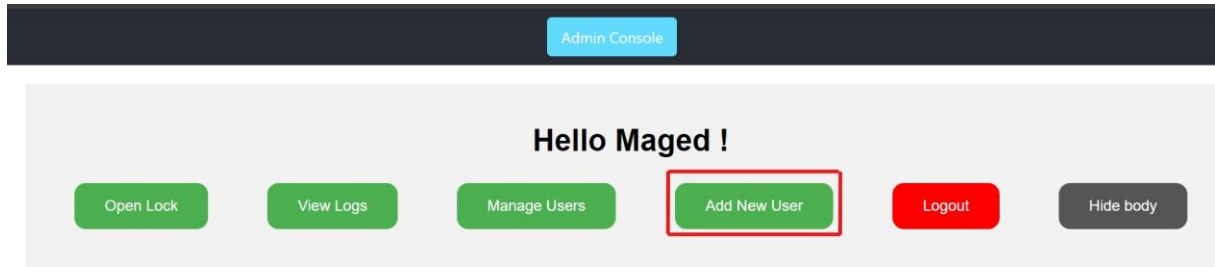 Admin Console
Hello Maged !
Open Lock View Logs Manage Users Add New User Logout Hide body